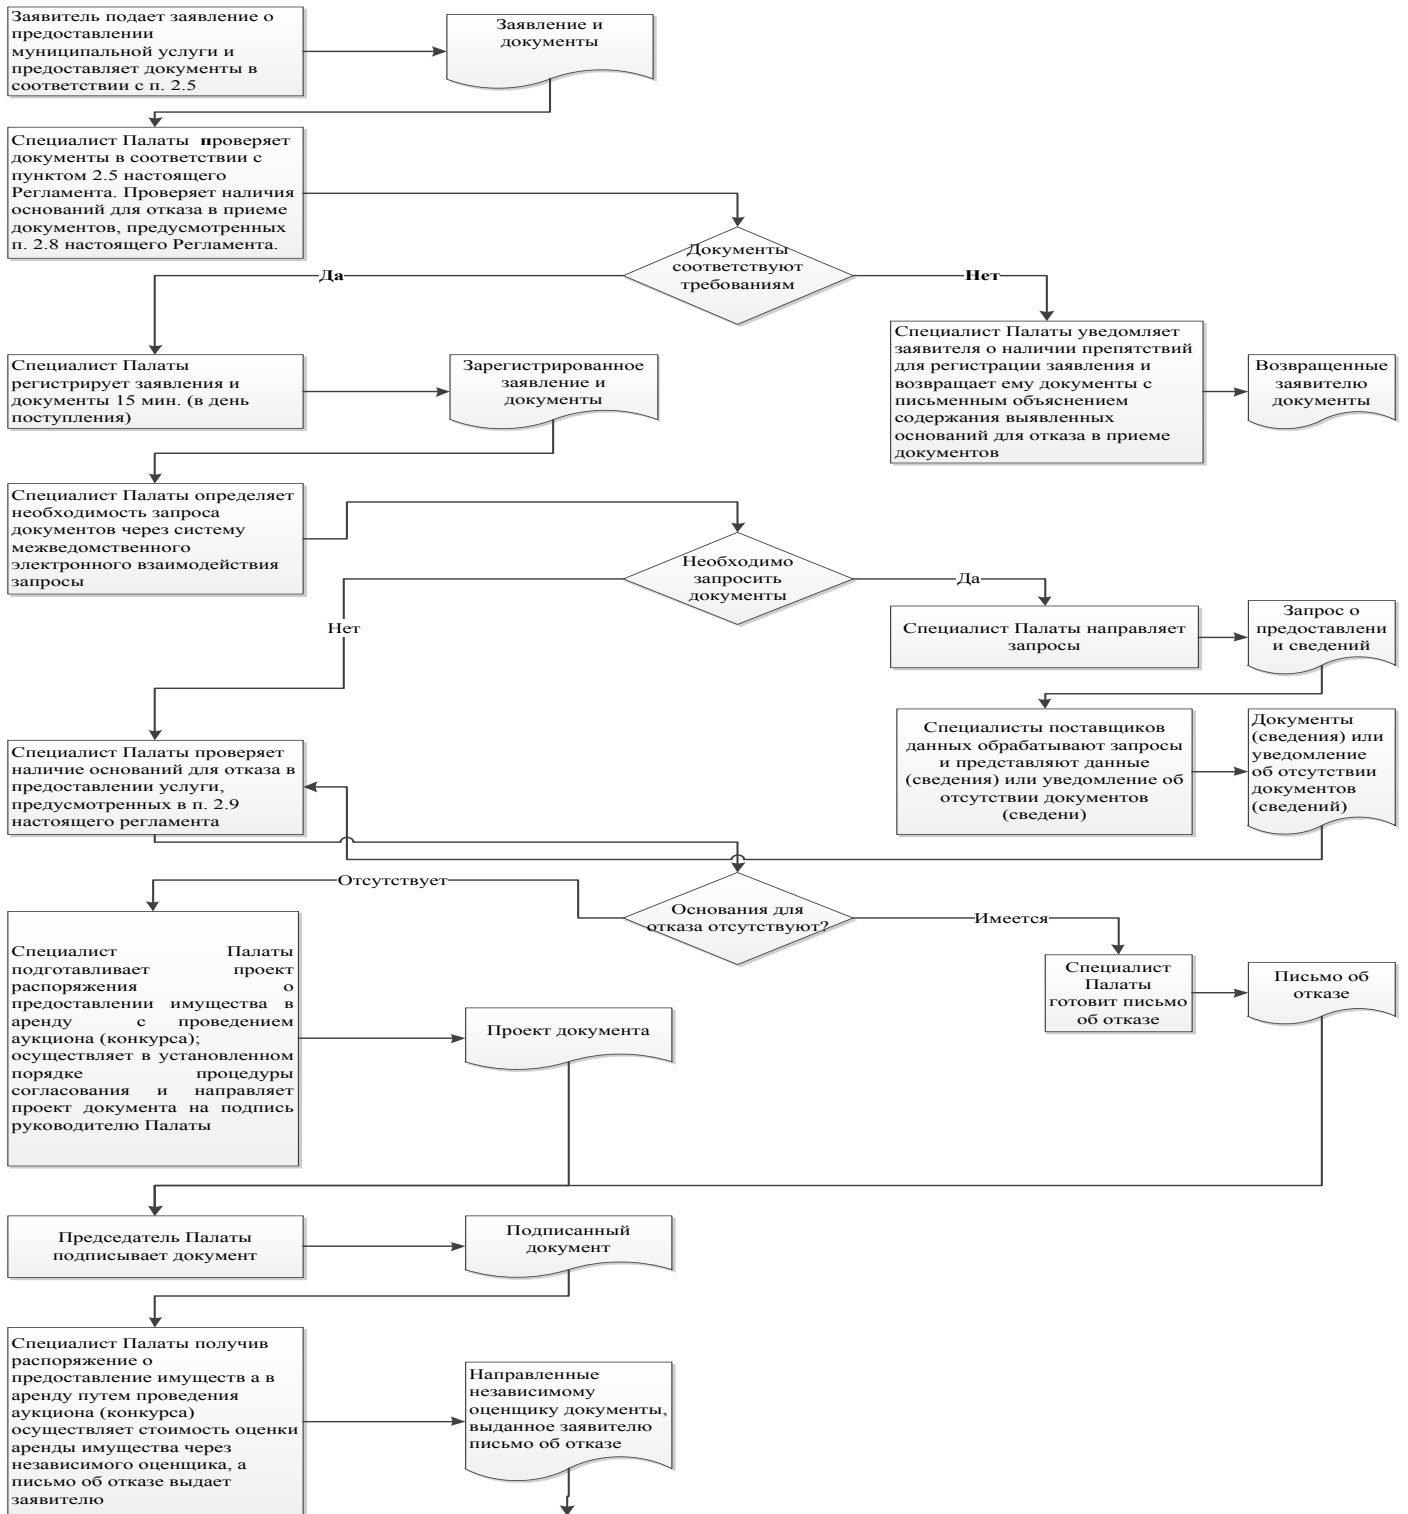 Заявитель подает заявление о
предоставлении
муниципальной услуги и
предоставляет документы в
соответствии с п. 2.5
Заявление и
документы
Специалист Палаты проверяет
документы в соответствии с
пунктом 2.5 настоящего
Регламента. Проверяет наличия
оснований для отказа в приеме
документов, предусмотренных
п. 2.8 настоящего Регламента.
Документы
соответствуют
требованиям
Да
Нет
Специалист Палаты
регистрирует заявления и
документы 15 мин. (в день
поступления)
Зарегистрированное
заявление и
документы
Специалист Палаты уведомляет
заявителя о наличии препятствий
для регистрации заявления и
возвращает ему документы с
письменным объяснением
содержания выявленных
оснований для отказа в приеме
документов
Возвращенные
заявителю
документы
Специалист Палаты определяет
необходимость запроса
документов через систему
межведомственного
электронного взаимодействия
запросы
Необходимо
запросить
документы
Да
Нет
Специалист Палаты направляет
запросы
Запрос о
предоставлени
и сведений
Специалисты поставщиков
данных обрабатывают запросы
и представляют данные
(сведения) или уведомление об
отсутствии документов
(сведени)
Документы
(сведения) или
уведомление
об отсутствии
документов
(сведений)
Специалист Палаты проверяет
наличие оснований для отказа в
предоставлении услуги,
предусмотренных в п. 2.9
настоящего регламента
Основания для
отказа отсутствуют?
Отсутствует
Имеется
Специалист Палаты
подготавливает проект
распоряжения о
предоставлении имущества в
аренду с проведением
аукциона (конкурса);
осуществляет в установленном
порядке процедуры
согласования и направляет
проект документа на подпись
руководителю Палаты
Проект документа
Специалист
Палаты
готовит письмо
об отказе
Письмо об
отказе
Председатель Палаты
подписывает документ
Подписанный
документ
Специалист Палаты получив
распоряжение о
предоставление имуществ а в
аренду путем проведения
аукциона (конкурса)
осуществляет стоимость оценки
аренды имущества через
независимого оценщика, а
письмо об отказе выдает
заявителю
Направленные
независимому
оценщику документы,
выданное заявителю
письмо об отказе